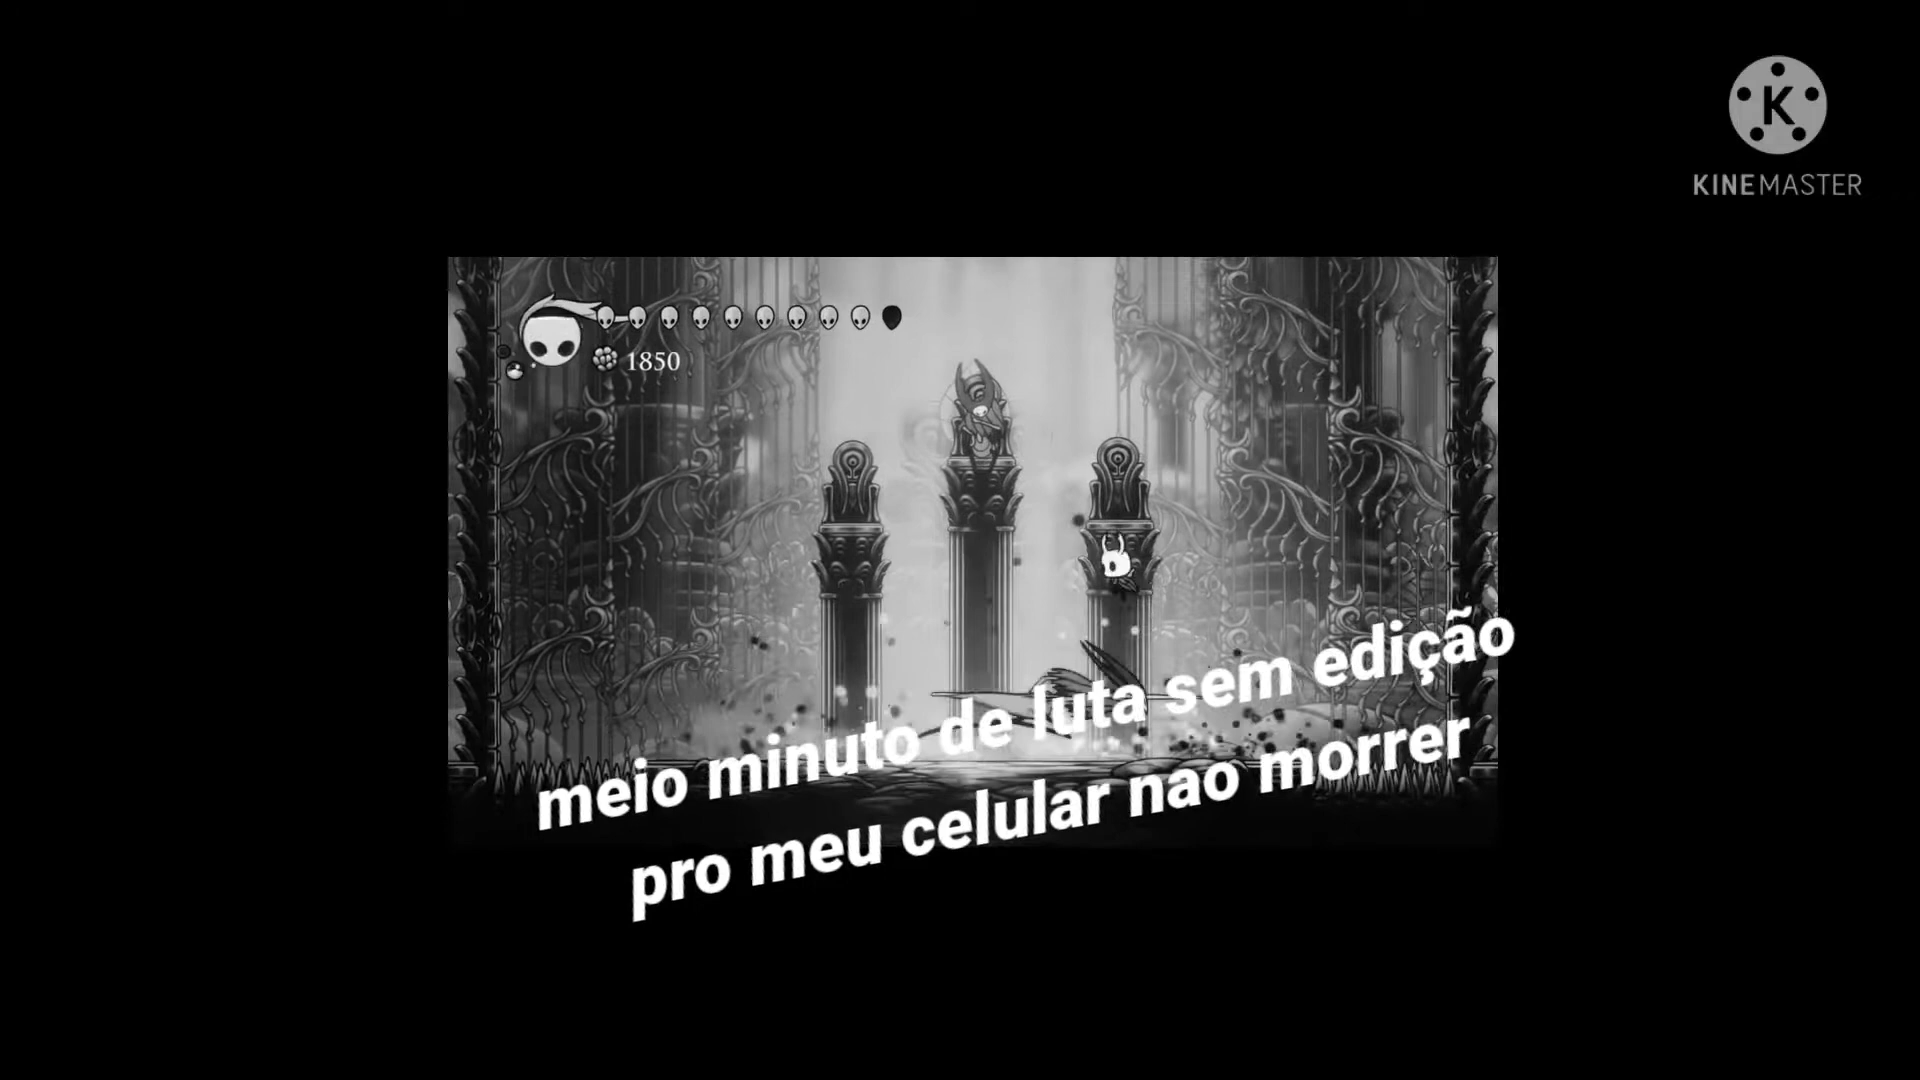 K
KINEMASTER
1850
meio minuto de luta sem edição
pro meu celular nao morrer